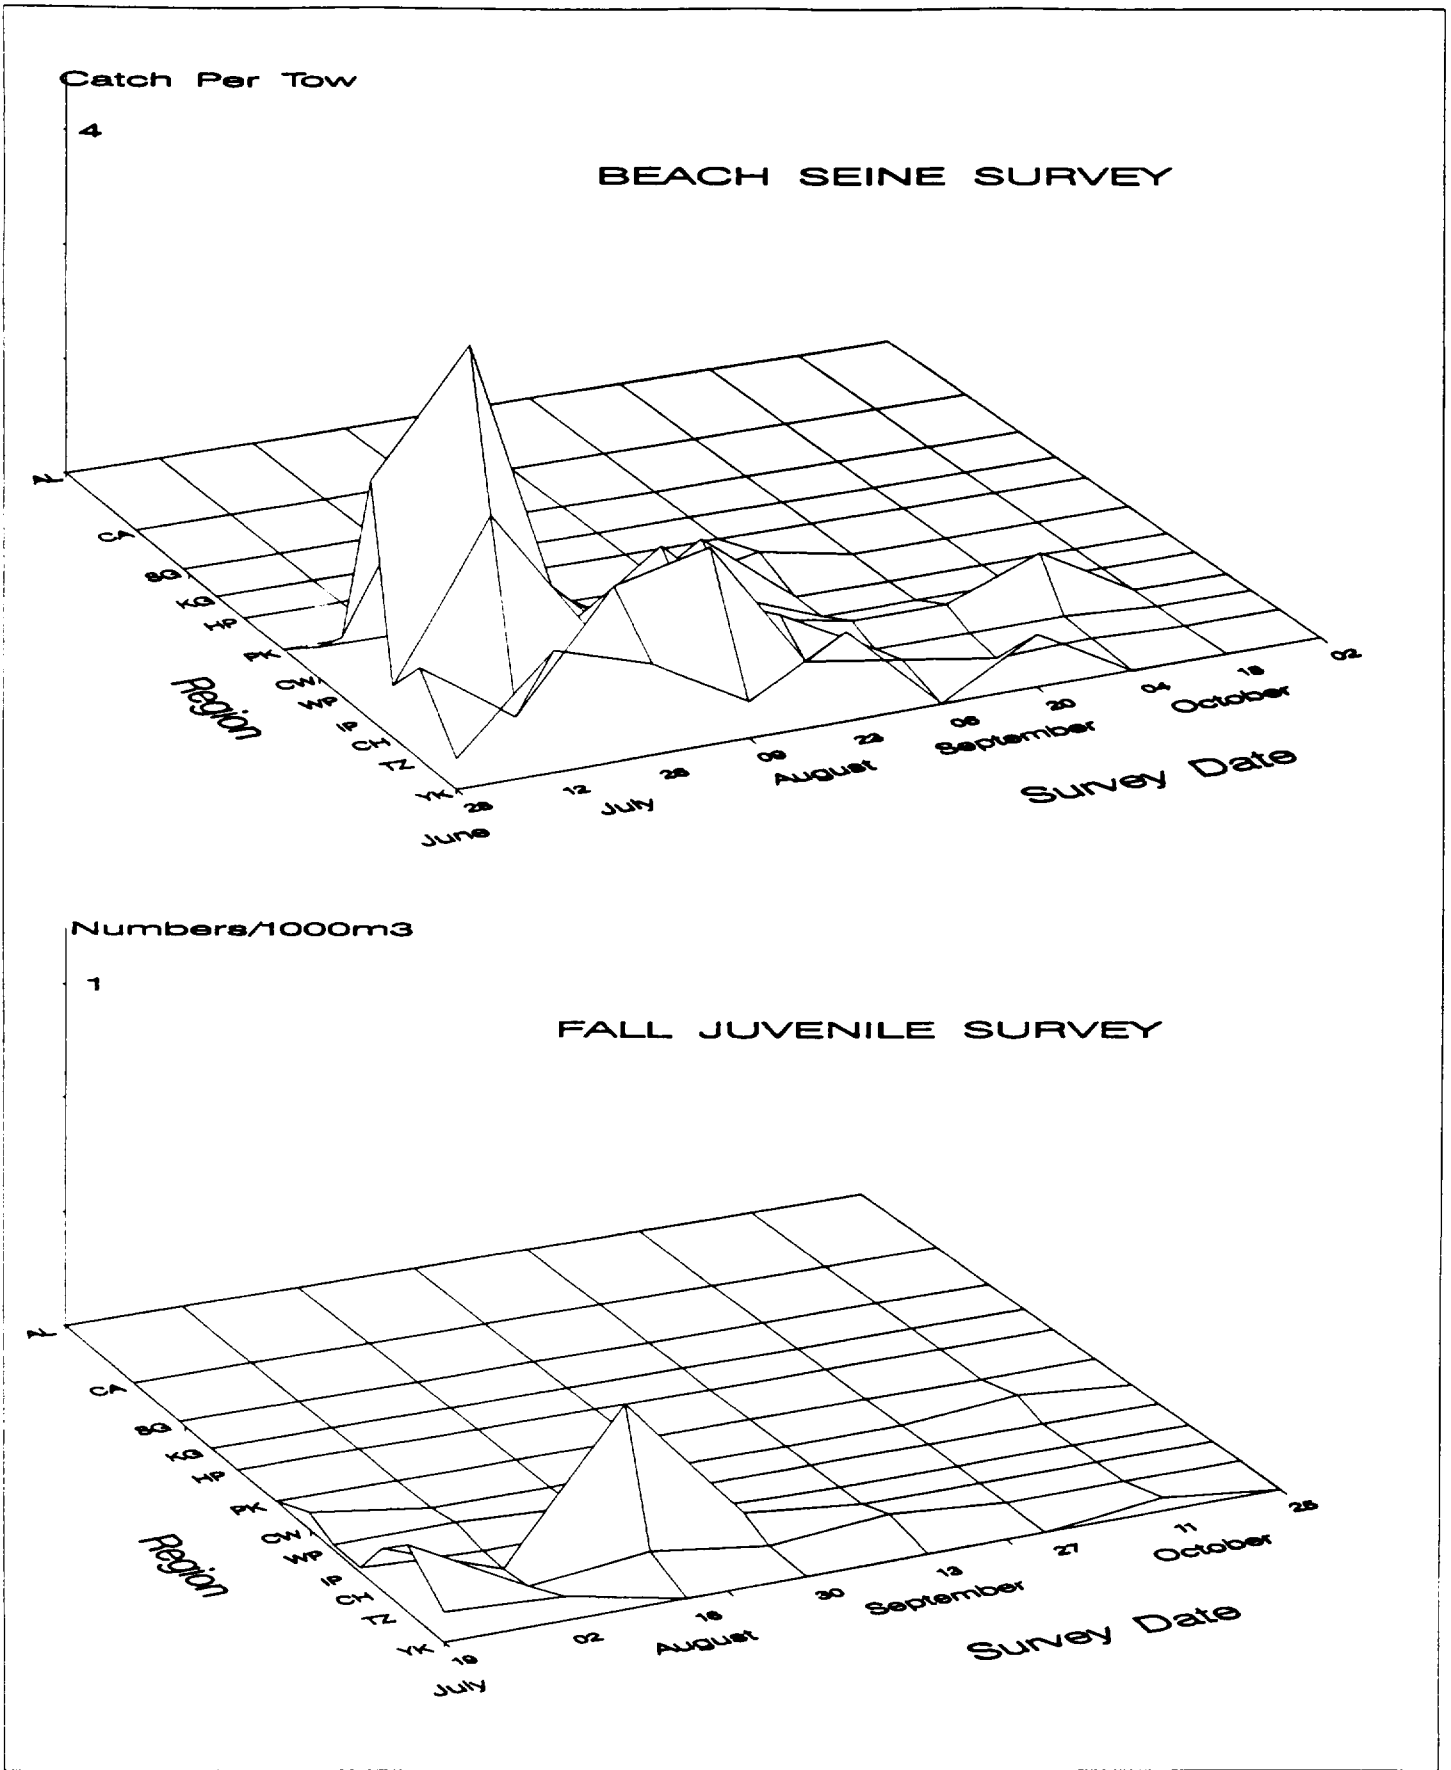 Catch Per Tow
4
BEACH SEINE SURVEY
AL
CA
SG
KG
HP
PK
CW
WP
IP
CH
TZ
YK
Region
28
12
26
09
23
06
20
04
18
02
June
July
August
September
October
Survey Date
Numbers/1000m3
1
FALL JUVENILE SURVEY
AL
CA
SG
KG
HP
PK
CW
WP
IP
CH
TZ
YK
Region
19
02
16
30
13
27
11
25
July
August
September
October
Survey Date